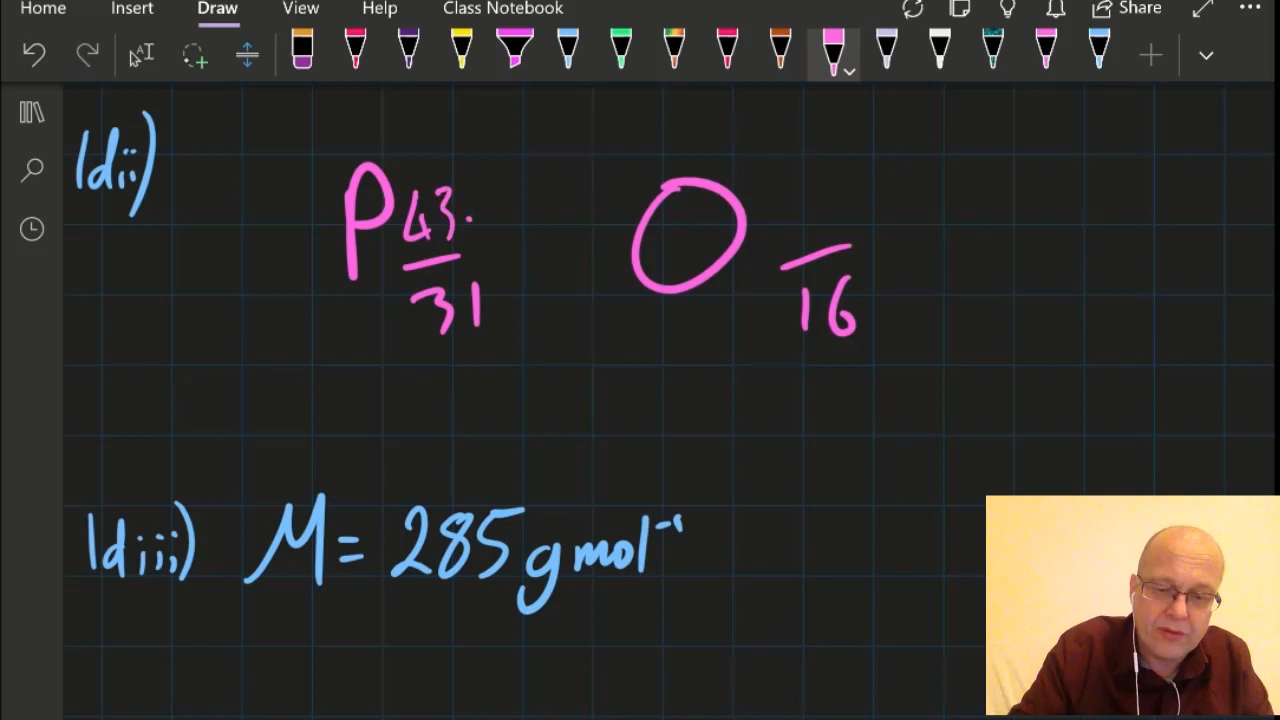 Home Insert Draw View Help Class Notebook Share
1dii)
P 43. O
31 16
1diii) M = 285 g mol⁻¹